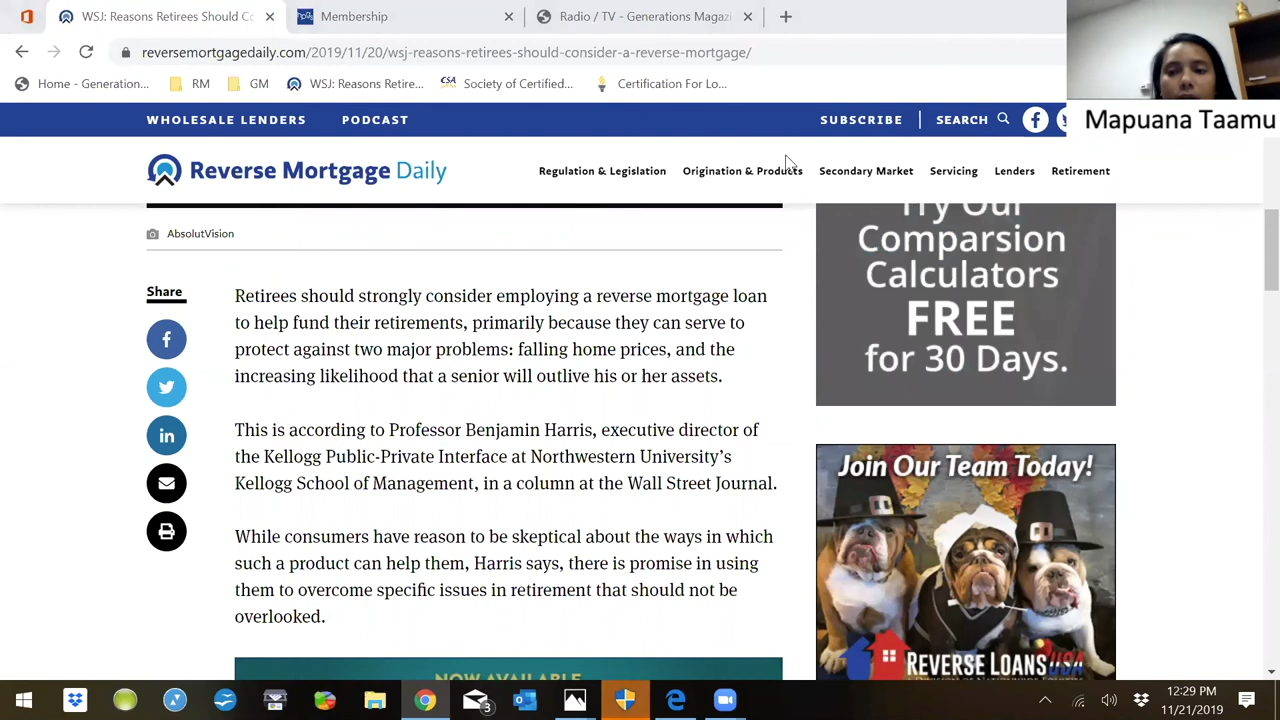 WSJ: Reasons Retirees Should Co
hpgs Membership
Radio / TV - Generations Magazi
reversemortgagedaily.com/2019/11/20/wsj-reasons-retirees-should-consider-a-reverse-mortgage/
Home - Generation...
RM
GM
WSJ: Reasons Retire...
CSA Society of Certified...
Certification For Lo...
Mapuana Taamu
WHOLESALE LENDERS
PODCAST
SUBSCRIBE
SEARCH
Reverse Mortgage Daily
Regulation & Legislation
Origination & Products
Secondary Market
Servicing
Lenders
Retirement
AbsolutVision
Share
Retirees should strongly consider employing a reverse mortgage loan
to help fund their retirements, primarily because they can serve to
protect against two major problems: falling home prices, and the
increasing likelihood that a senior will outlive his or her assets.
This is according to Professor Benjamin Harris, executive director of
the Kellogg Public-Private Interface at Northwestern University's
Kellogg School of Management, in a column at the Wall Street Journal.
While consumers have reason to be skeptical about the ways in which
such a product can help them, Harris says, there is promise in using
them to overcome specific issues in retirement that should not be
overlooked.
NOW AVAILABLE
Try Our
Comparsion
Calculators
FREE
for 30 Days.
Join Our Team Today!
REVERSE LOANS USA
3
12:29 PM
11/21/2019